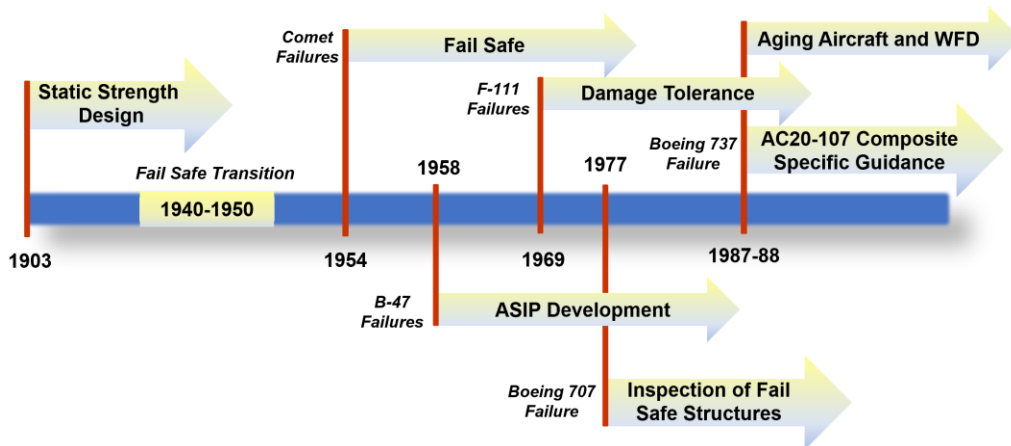 Comet
Failures
Fail Safe
Aging Aircraft and WFD
Static Strength
Design
F-111
Failures
Damage Tolerance
Boeing 737
Failure
AC20-107 Composite
Specific Guidance
Fail Safe Transition
1958
1977
1940-1950
1903
1954
1969
1987-88
B-47
Failures
ASIP Development
Boeing 707
Failure
Inspection of Fail
Safe Structures